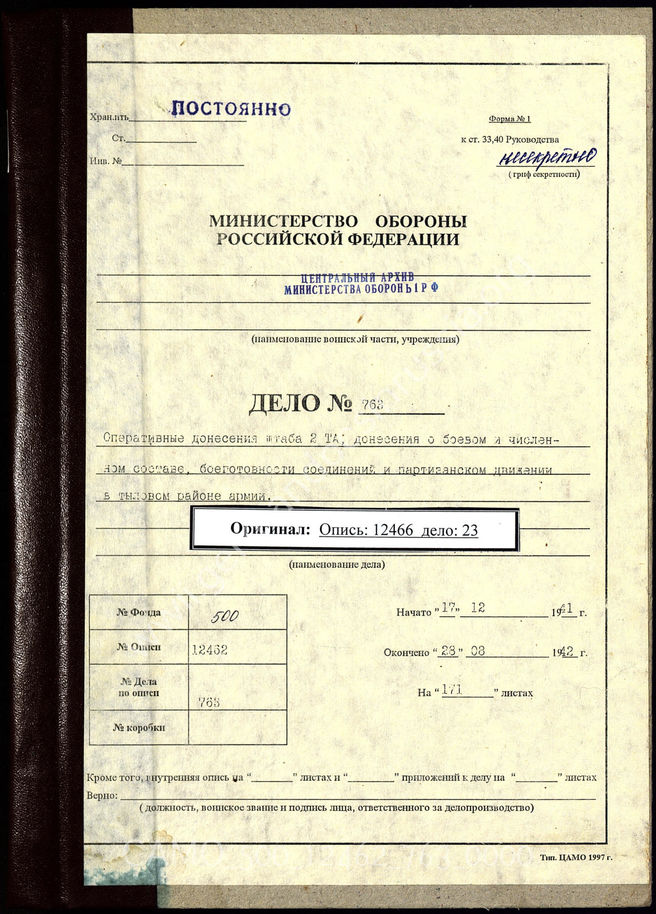 ПОСТОЯННО
Хран.ить
Ст.
Инв. №
Форма № 1
к ст. 33,40 Руководства
несекретно
( гриф секретности)
МИНИСТЕРСТВО ОБОРОНЫ
РОССИЙСКОЙ ФЕДЕРАЦИИ
ЦЕНТРАЛЬНЫЙ АРХИВ
МИНИСТЕРСТВА ОБОРОНЫ РФ
(наименование воинской части, учреждения)
ДЕЛО № 763
Оперативные донесения штаба 2 ТА; донесения о боевом и числен-
ном составе, боеготовности соединений и партизанском движении
в тыловом районе армии.
Оригинал: Опись: 12466 дело: 23
(наименование дела)
№ Фонда 500
№ Описи 12462
№ Дела
по описи 763
№ коробки
Начато "17" 12 1941 г.
Окончено "28" 08 1942 г.
На "171" листах
Кроме того, внутренняя опись на "______" листах и "______" приложений к делу на "______" листах
Верно:
( должность, воинское звание и подпись лица, ответственного за делопроизводство)
Тип. ЦАМО 1997 г.